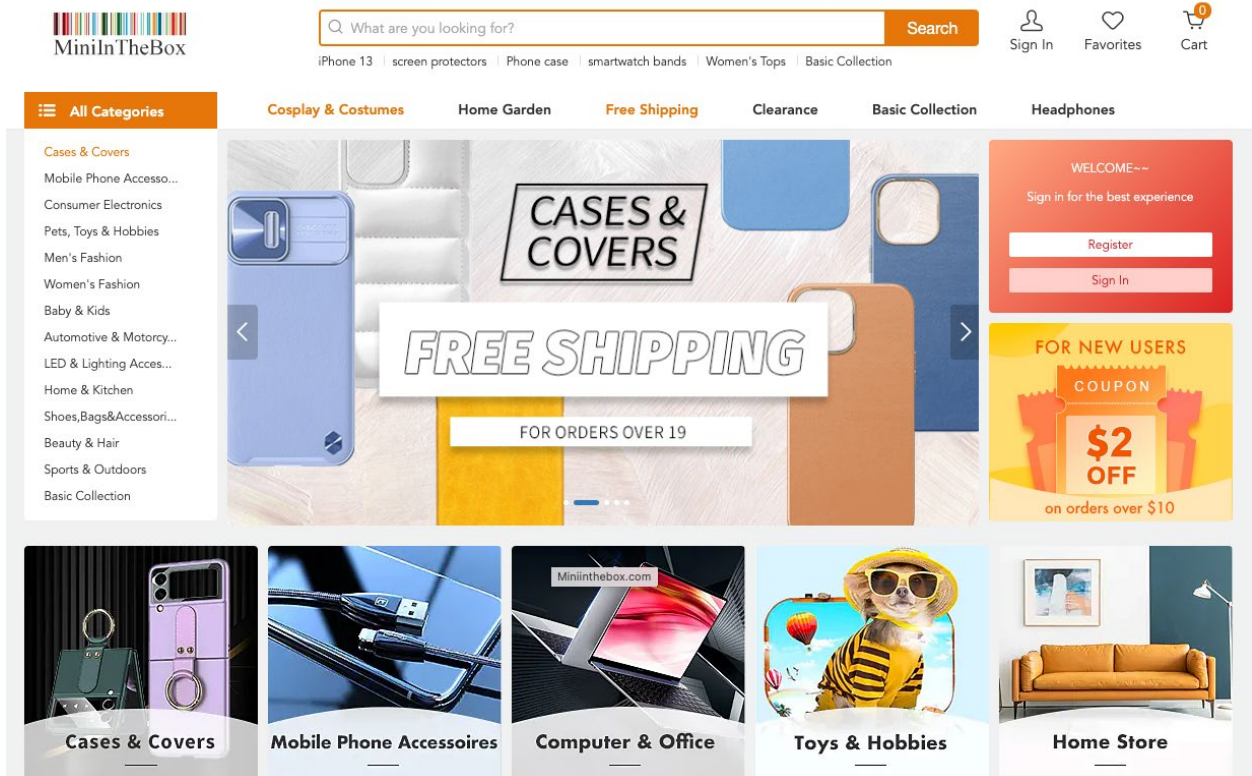 MiniInTheBox
What are you looking for?
Search
0
Sign In
Favorites
Cart
iPhone 13
screen protectors
Phone case
smartwatch bands
Women's Tops
Basic Collection
All Categories
Cosplay & Costumes
Home Garden
Free Shipping
Clearance
Basic Collection
Headphones
Cases & Covers
Mobile Phone Accesso...
Consumer Electronics
Pets, Toys & Hobbies
Men's Fashion
Women's Fashion
Baby & Kids
Automotive & Motorcy...
LED & Lighting Acces...
Home & Kitchen
Shoes,Bags&Accessori...
Beauty & Hair
Sports & Outdoors
Basic Collection
CASES &
COVERS
FREE SHIPPING
FOR ORDERS OVER 19
WELCOME~~
Sign in for the best experience
Register
Sign In
FOR NEW USERS
COUPON
$2
OFF
on orders over $10
Miniinthebox.com
Cases & Covers
Mobile Phone Accessoires
Computer & Office
Toys & Hobbies
Home Store